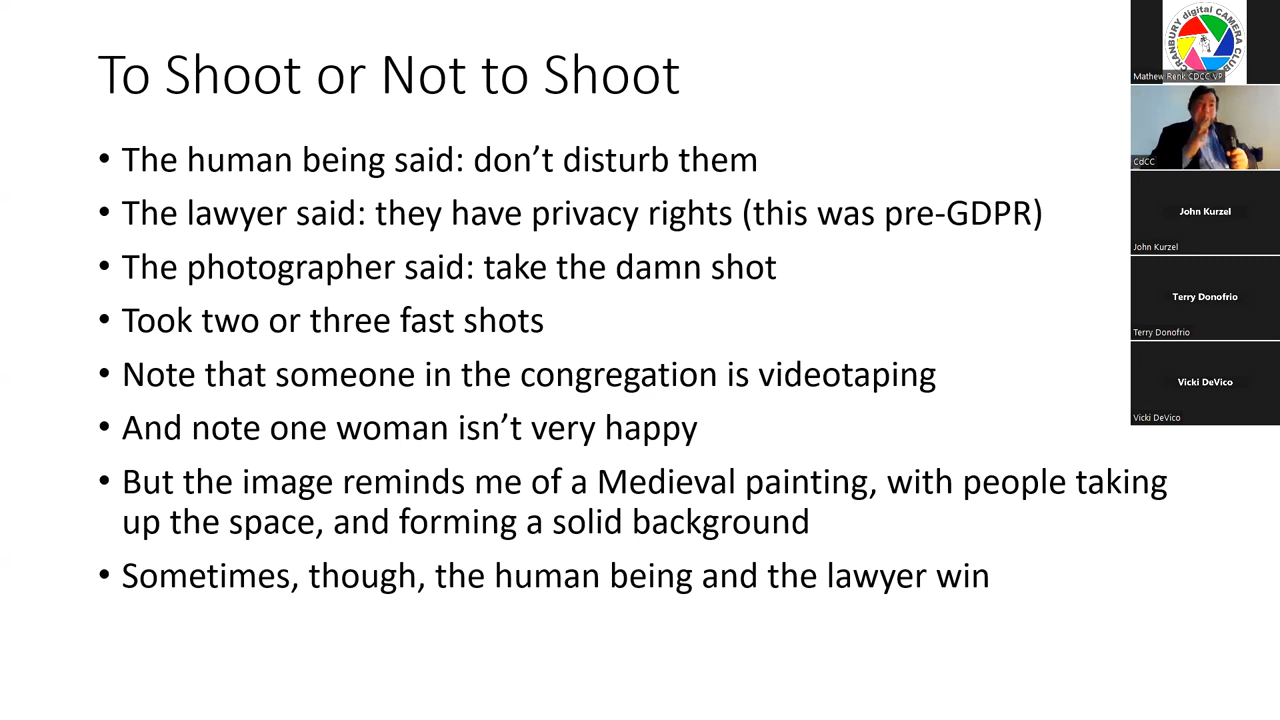 To Shoot or Not to Shoot
• The human being said: don’t disturb them
• The lawyer said: they have privacy rights (this was pre-GDPR)
• The photographer said: take the damn shot
• Took two or three fast shots
• Note that someone in the congregation is videotaping
• And note one woman isn’t very happy
• But the image reminds me of a Medieval painting, with people taking
up the space, and forming a solid background
• Sometimes, though, the human being and the lawyer win
CRANBURY digital CAMERA CLUB
Mathew Renk CDCC VP
CdCC
John Kurzel
John Kurzel
Terry Donofrio
Terry Donofrio
Vicki DeVico
Vicki DeVico